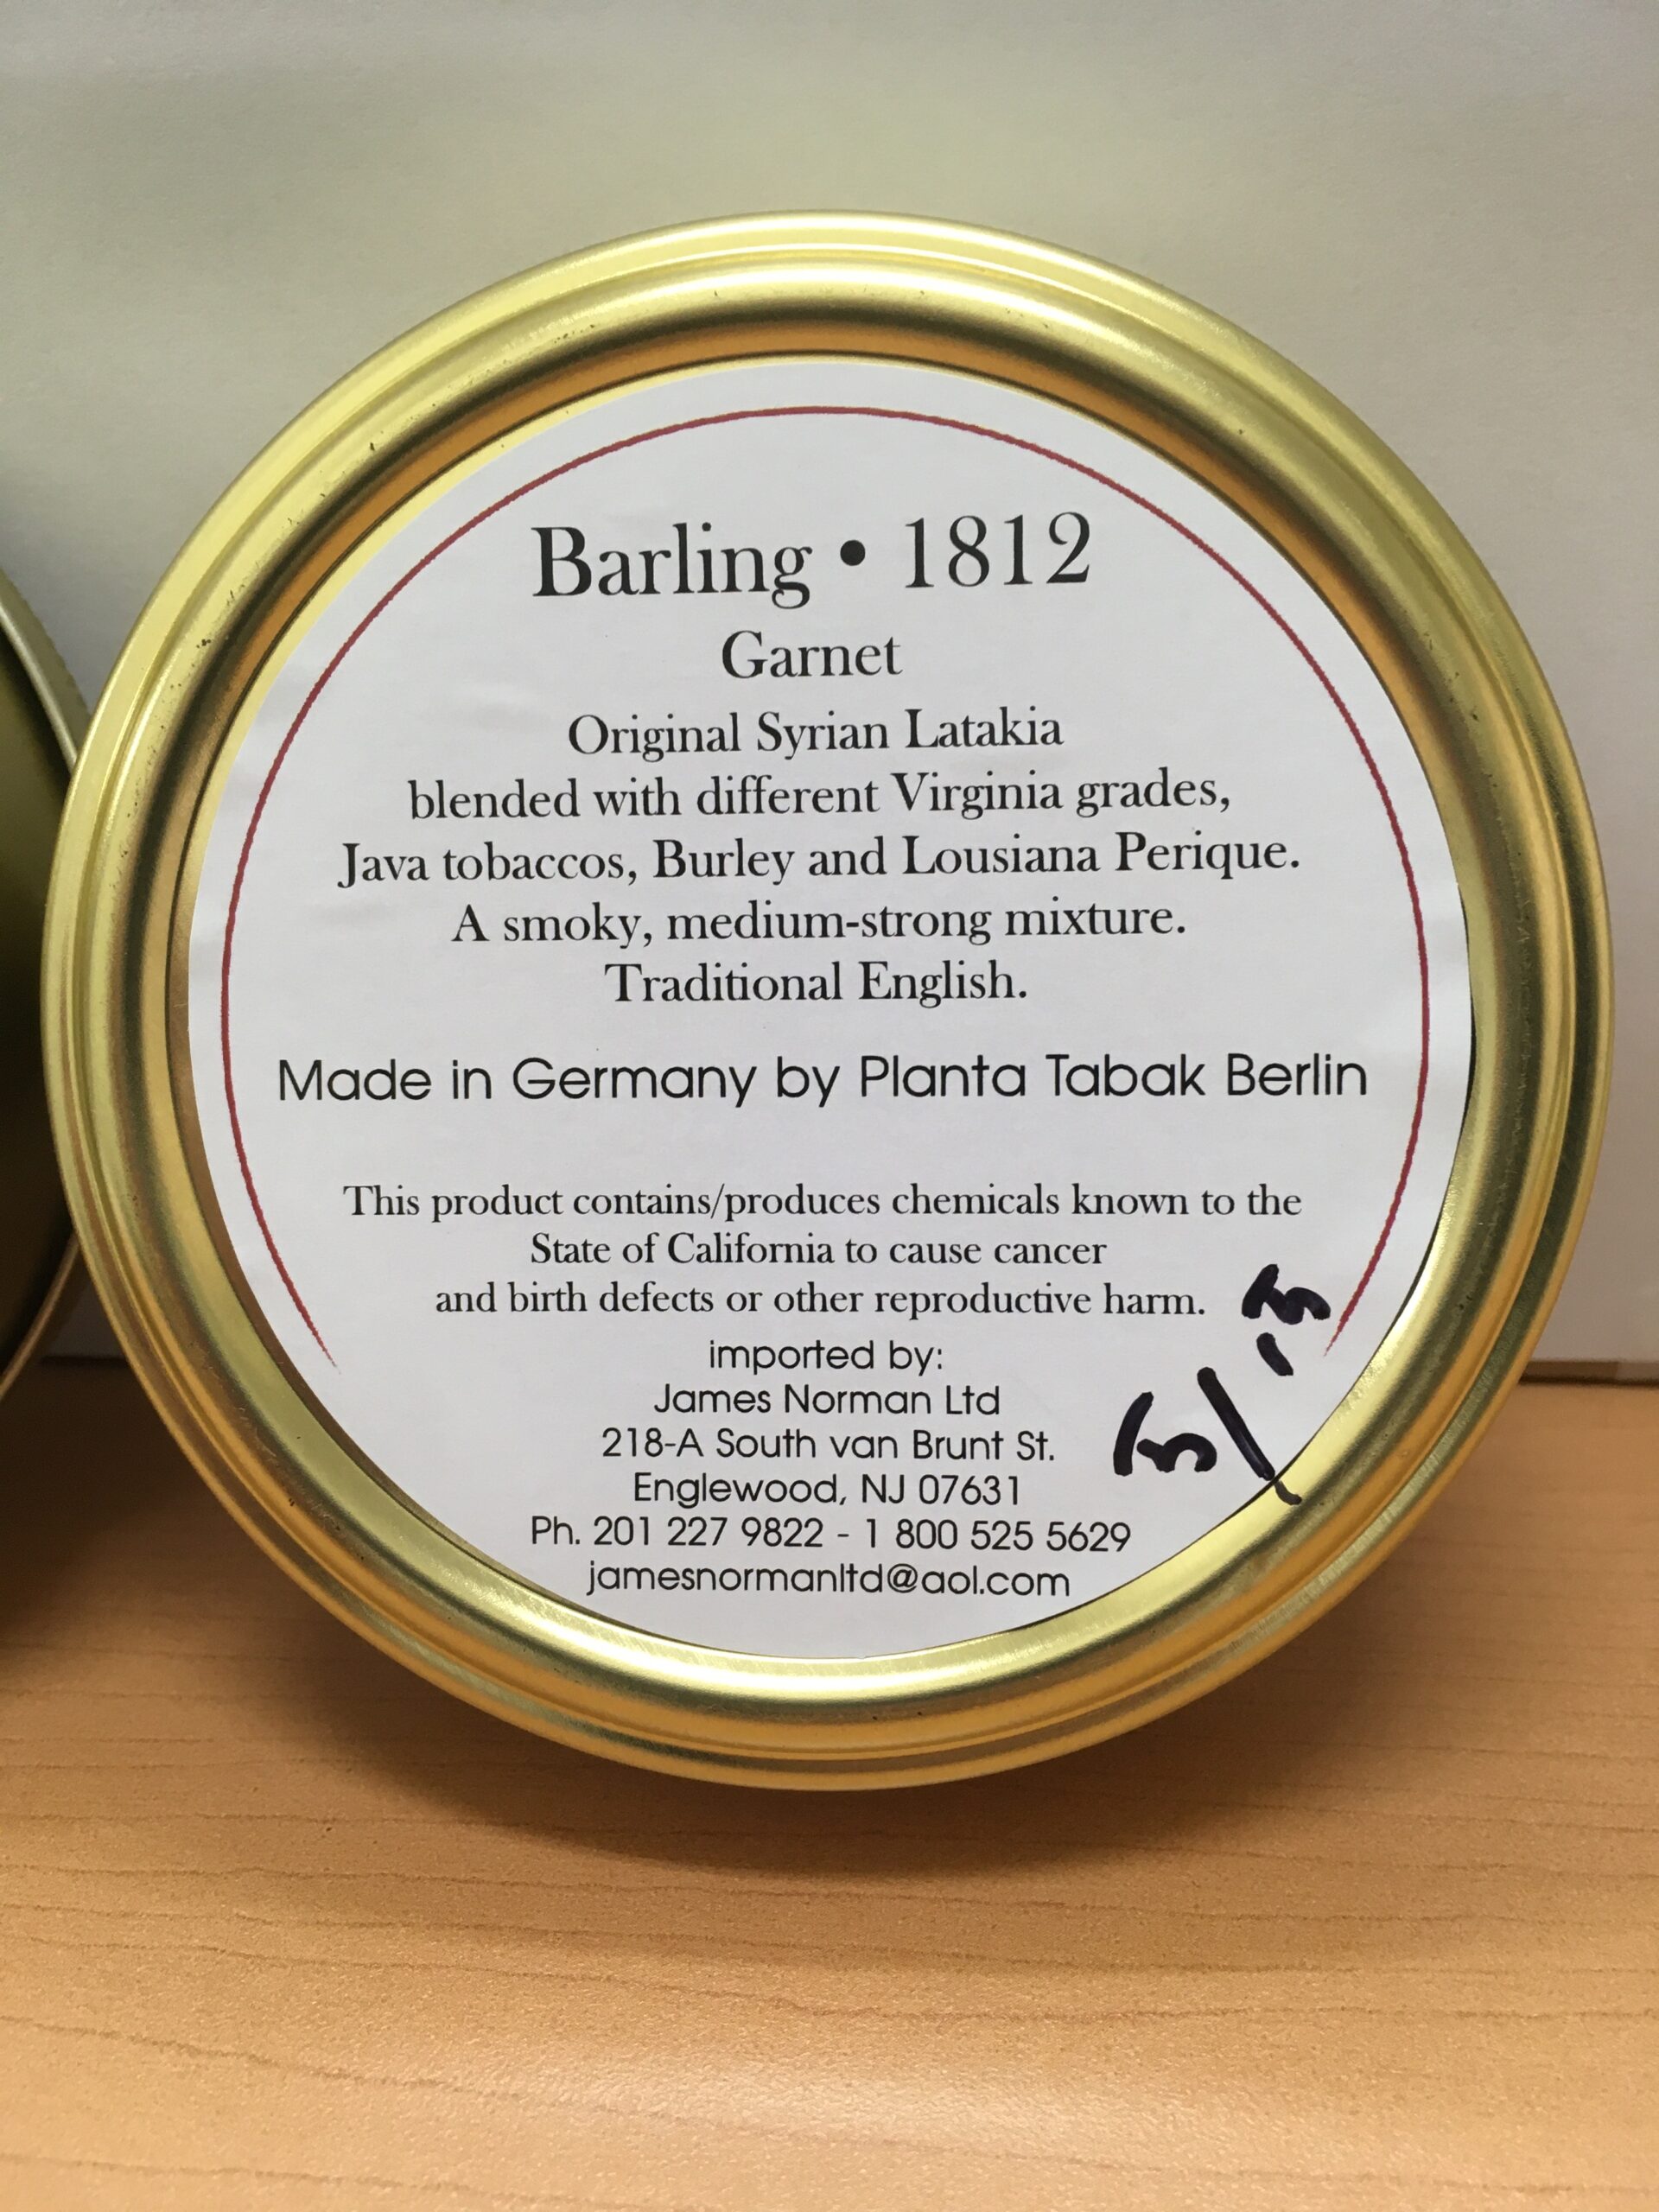 Barling • 1812
Garnet
Original Syrian Latakia
blended with different Virginia grades,
Java tobaccos, Burley and Lousiana Perique.
A smoky, medium-strong mixture.
Traditional English.
Made in Germany by Planta Tabak Berlin
This product contains/produces chemicals known to the
State of California to cause cancer
and birth defects or other reproductive harm.
imported by:
James Norman Ltd
218-A South van Brunt St.
Englewood, NJ 07631
Ph. 201 227 9822 - 1 800 525 5629
jamesnormanltd@aol.com